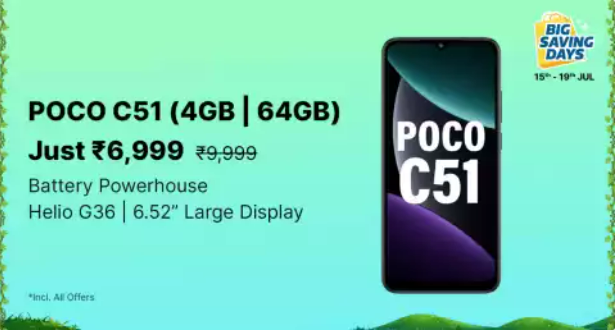 BIG
SAVING
DAYS
15th - 19th JUL
POCO C51 (4GB | 64GB)
Just ₹6,999 ₹9,999
Battery Powerhouse
Helio G36 | 6.52” Large Display
POCO
C51
*Incl. All Offers